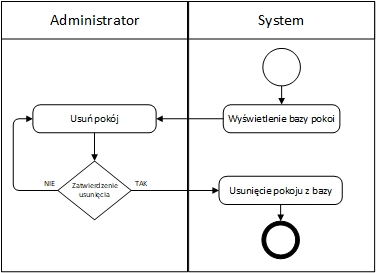 Administrator
System
Usuń pokój
Wyświetlenie bazy pokoi
NIE
Zatwierdzenie
usunięcia
TAK
Usunięcie pokoju z bazy